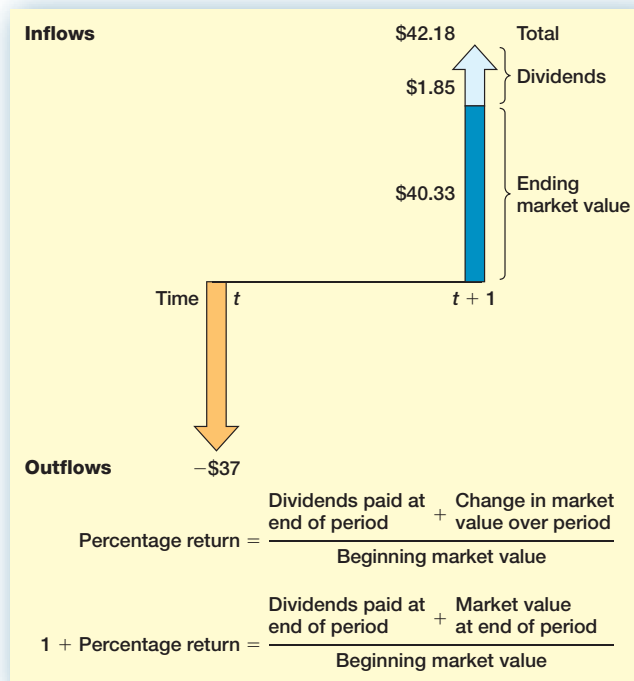 Inflows
$42.18 Total
$1.85 Dividends
$40.33 Ending
market value
Time t t + 1
Outflows −$37
Dividends paid at + Change in market
end of period value over period
Percentage return =
Beginning market value
Dividends paid at + Market value
end of period at end of period
1 + Percentage return =
Beginning market value